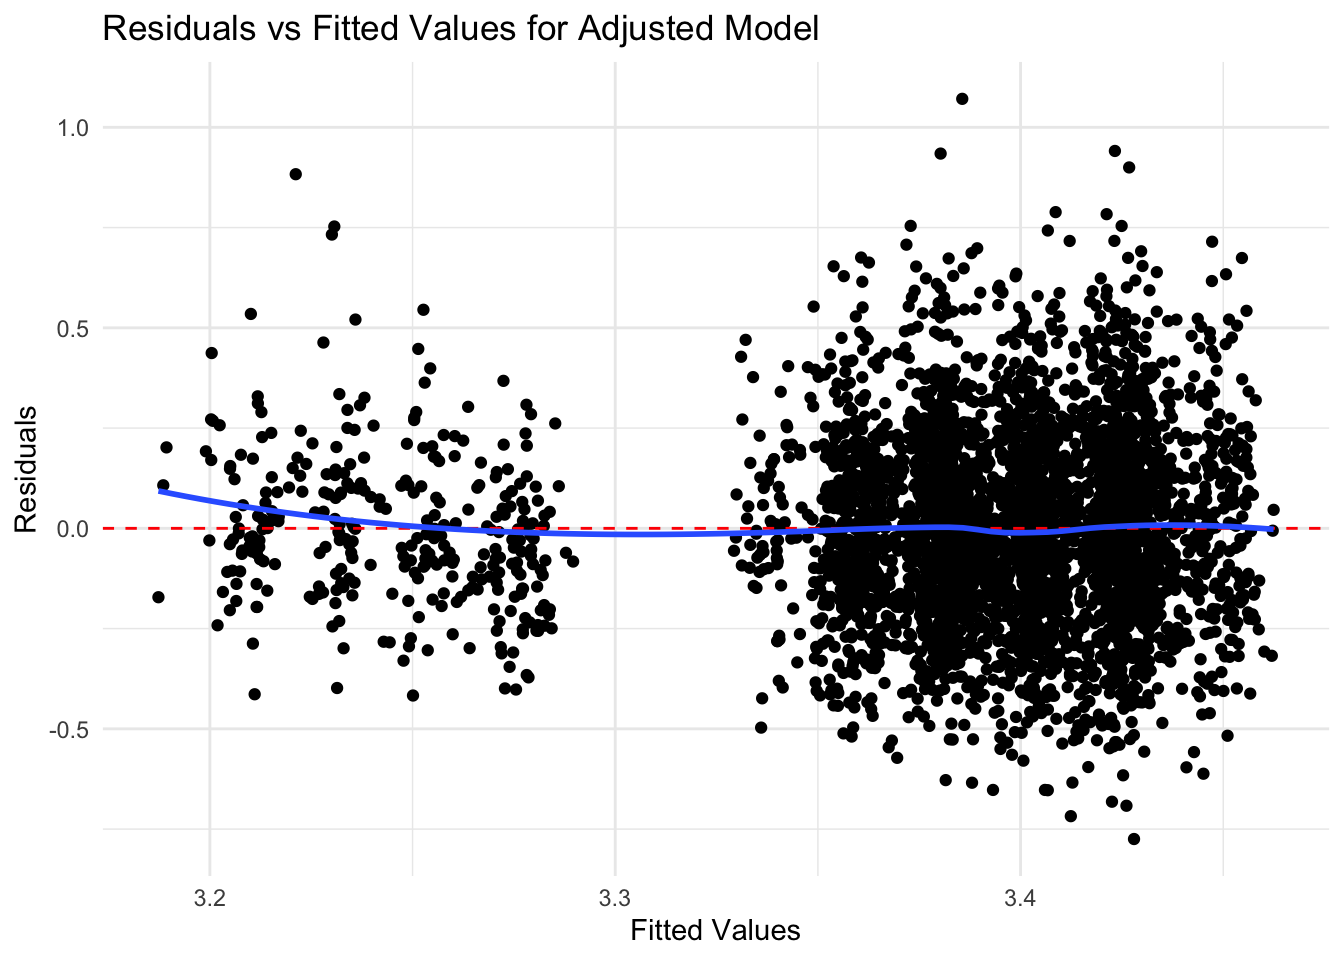 Residuals vs Fitted Values for Adjusted Model
1.0
0.5
0.0
-0.5
Residuals
3.2 3.3 3.4
Fitted Values